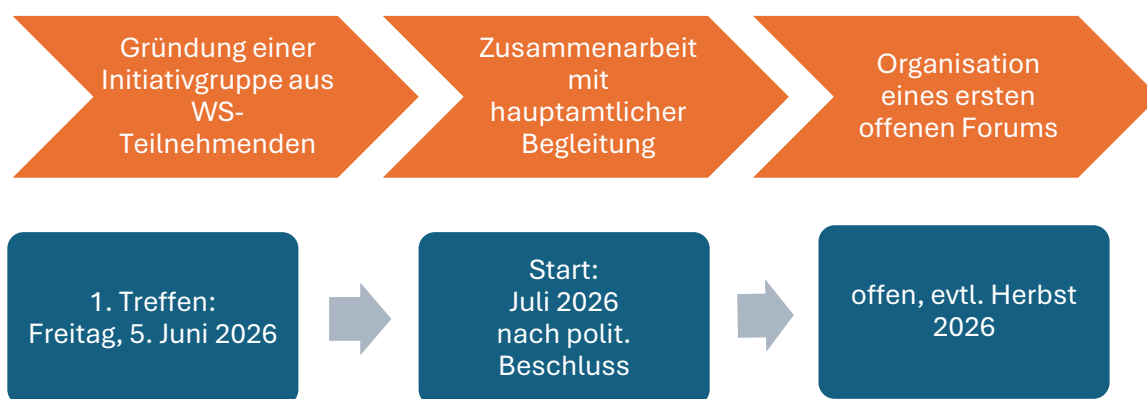 Gründung einer
Initiativgruppe aus
WS-
Teilnehmenden
Zusammenarbeit
mit
hauptamtlicher
Begleitung
Organisation
eines ersten
offenen Forums
1. Treffen:
Freitag, 5. Juni 2026
Start:
Juli 2026
nach polit.
Beschluss
offen, evtl. Herbst
2026